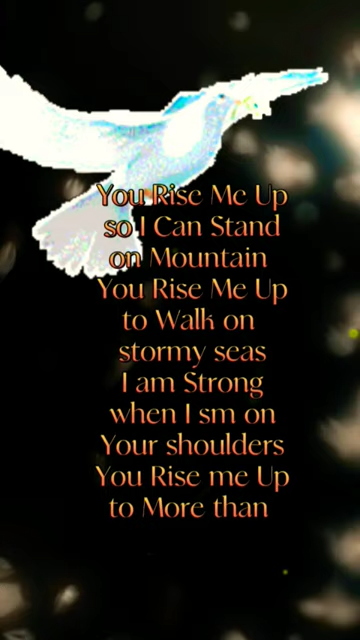 You Rise Me Up
so I Can Stand
on Mountain
You Rise Me Up
to Walk on
stormy seas
I am Strong
when I sm on
Your shoulders
You Rise me Up
to More than